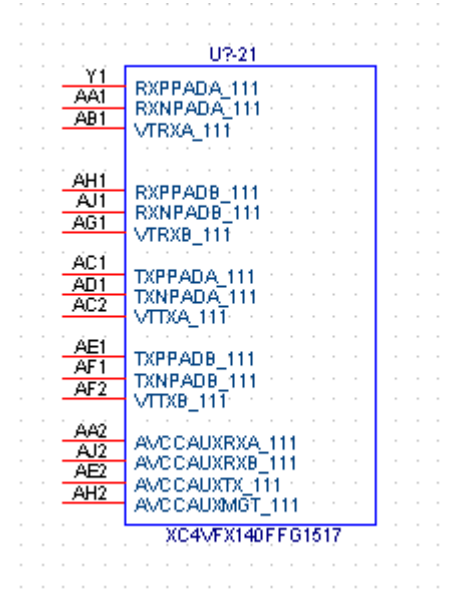 U?-21
Y1 RXPPADA_111
AA1 RXNPADA_111
AB1 VTRXA_111
AH1 RXPPADB_111
AJ1 RXNPADB_111
AG1 VTRXB_111
AC1 TXPPADA_111
AD1 TXNPADA_111
AC2 VTTXA_111
AE1 TXPPADB_111
AF1 TXNPADB_111
AF2 VTTXB_111
AA2 AVCCAUXRXA_111
AJ2 AVCCAUXRXB_111
AE2 AVCCAUXTX_111
AH2 AVCCAUXMGT_111
XC4VFX140FFG1517